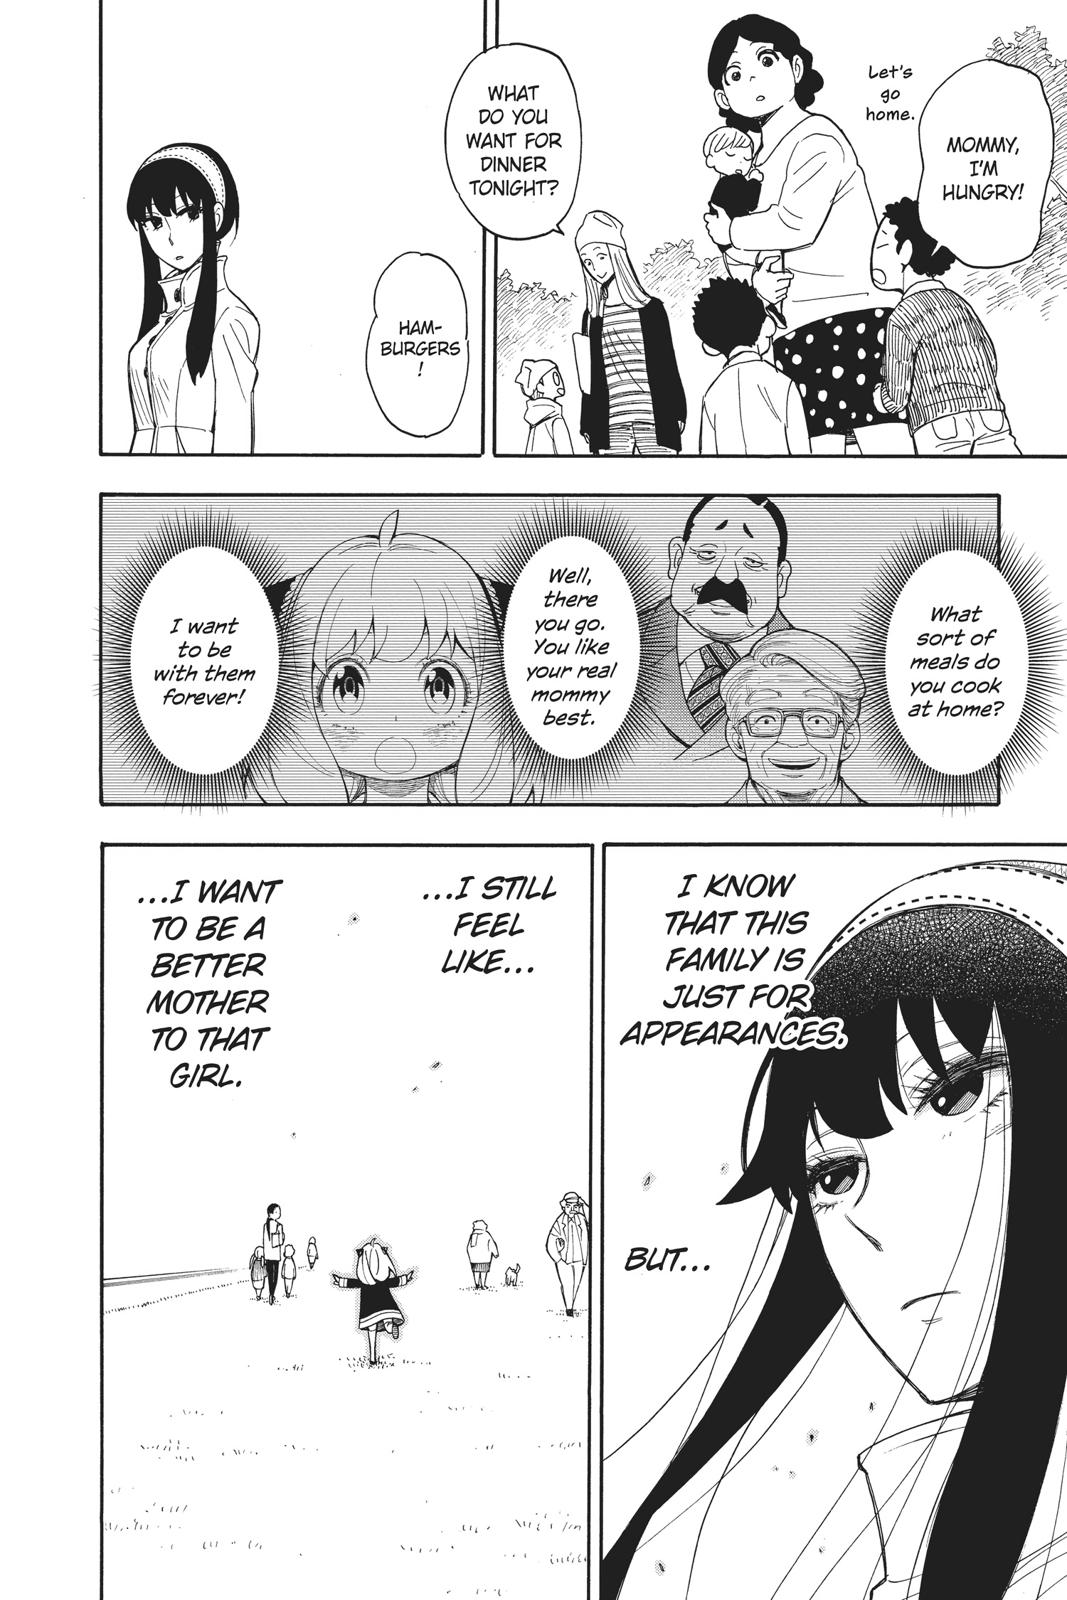 MOMMY,
I'M
HUNGRY!
Let's
go
home.
WHAT
DO YOU
WANT FOR
DINNER
TONIGHT?
HAM-
BURGERS
!
What
sort of
meals do
you cook
at home?
Well,
there
you go.
You like
your real
mommy
best.
I want
to be
with them
forever!
I KNOW
THAT THIS
FAMILY IS
JUST FOR
APPEARANCES.
BUT...
...I STILL
FEEL
LIKE...
...I WANT
TO BE A
BETTER
MOTHER
TO THAT
GIRL.